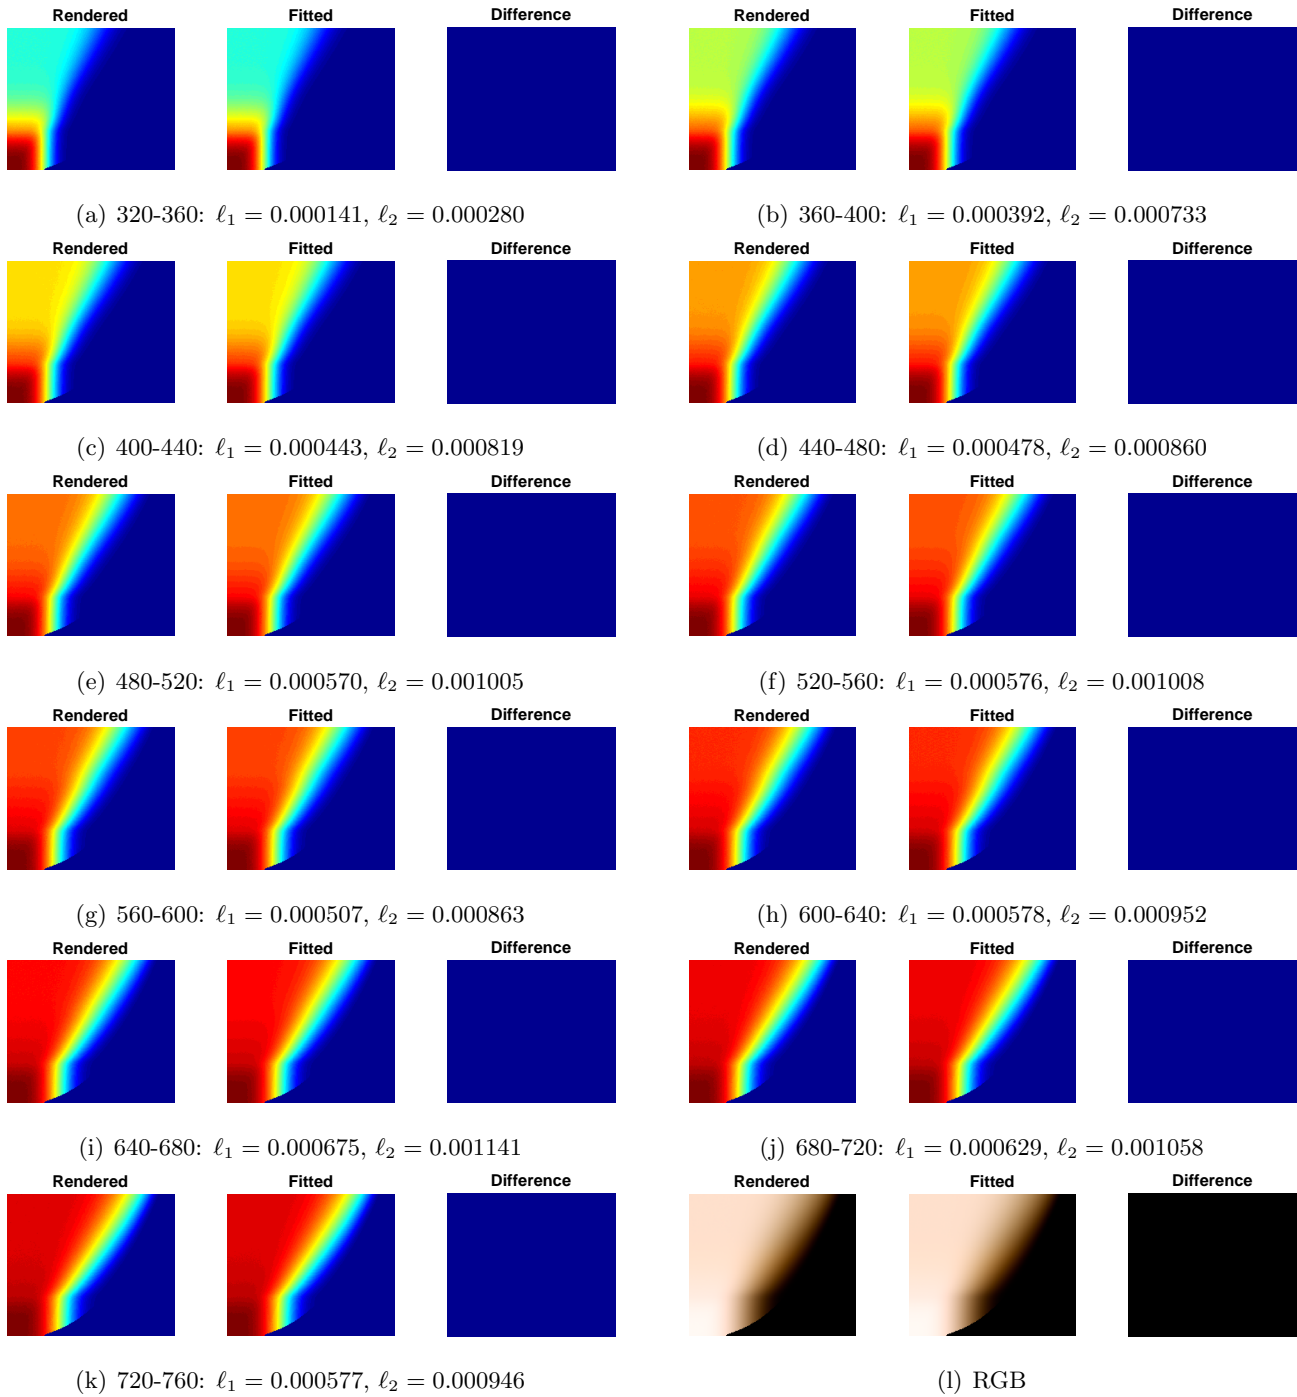 Rendered Fitted Difference Rendered Fitted Difference
(a) 320-360: ℓ1 = 0.000141, ℓ2 = 0.000280 (b) 360-400: ℓ1 = 0.000392, ℓ2 = 0.000733
Rendered Fitted Difference Rendered Fitted Difference
(c) 400-440: ℓ1 = 0.000443, ℓ2 = 0.000819 (d) 440-480: ℓ1 = 0.000478, ℓ2 = 0.000860
Rendered Fitted Difference Rendered Fitted Difference
(e) 480-520: ℓ1 = 0.000570, ℓ2 = 0.001005 (f) 520-560: ℓ1 = 0.000576, ℓ2 = 0.001008
Rendered Fitted Difference Rendered Fitted Difference
(g) 560-600: ℓ1 = 0.000507, ℓ2 = 0.000863 (h) 600-640: ℓ1 = 0.000578, ℓ2 = 0.000952
Rendered Fitted Difference Rendered Fitted Difference
(i) 640-680: ℓ1 = 0.000675, ℓ2 = 0.001141 (j) 680-720: ℓ1 = 0.000629, ℓ2 = 0.001058
Rendered Fitted Difference Rendered Fitted Difference
(k) 720-760: ℓ1 = 0.000577, ℓ2 = 0.000946 (l) RGB